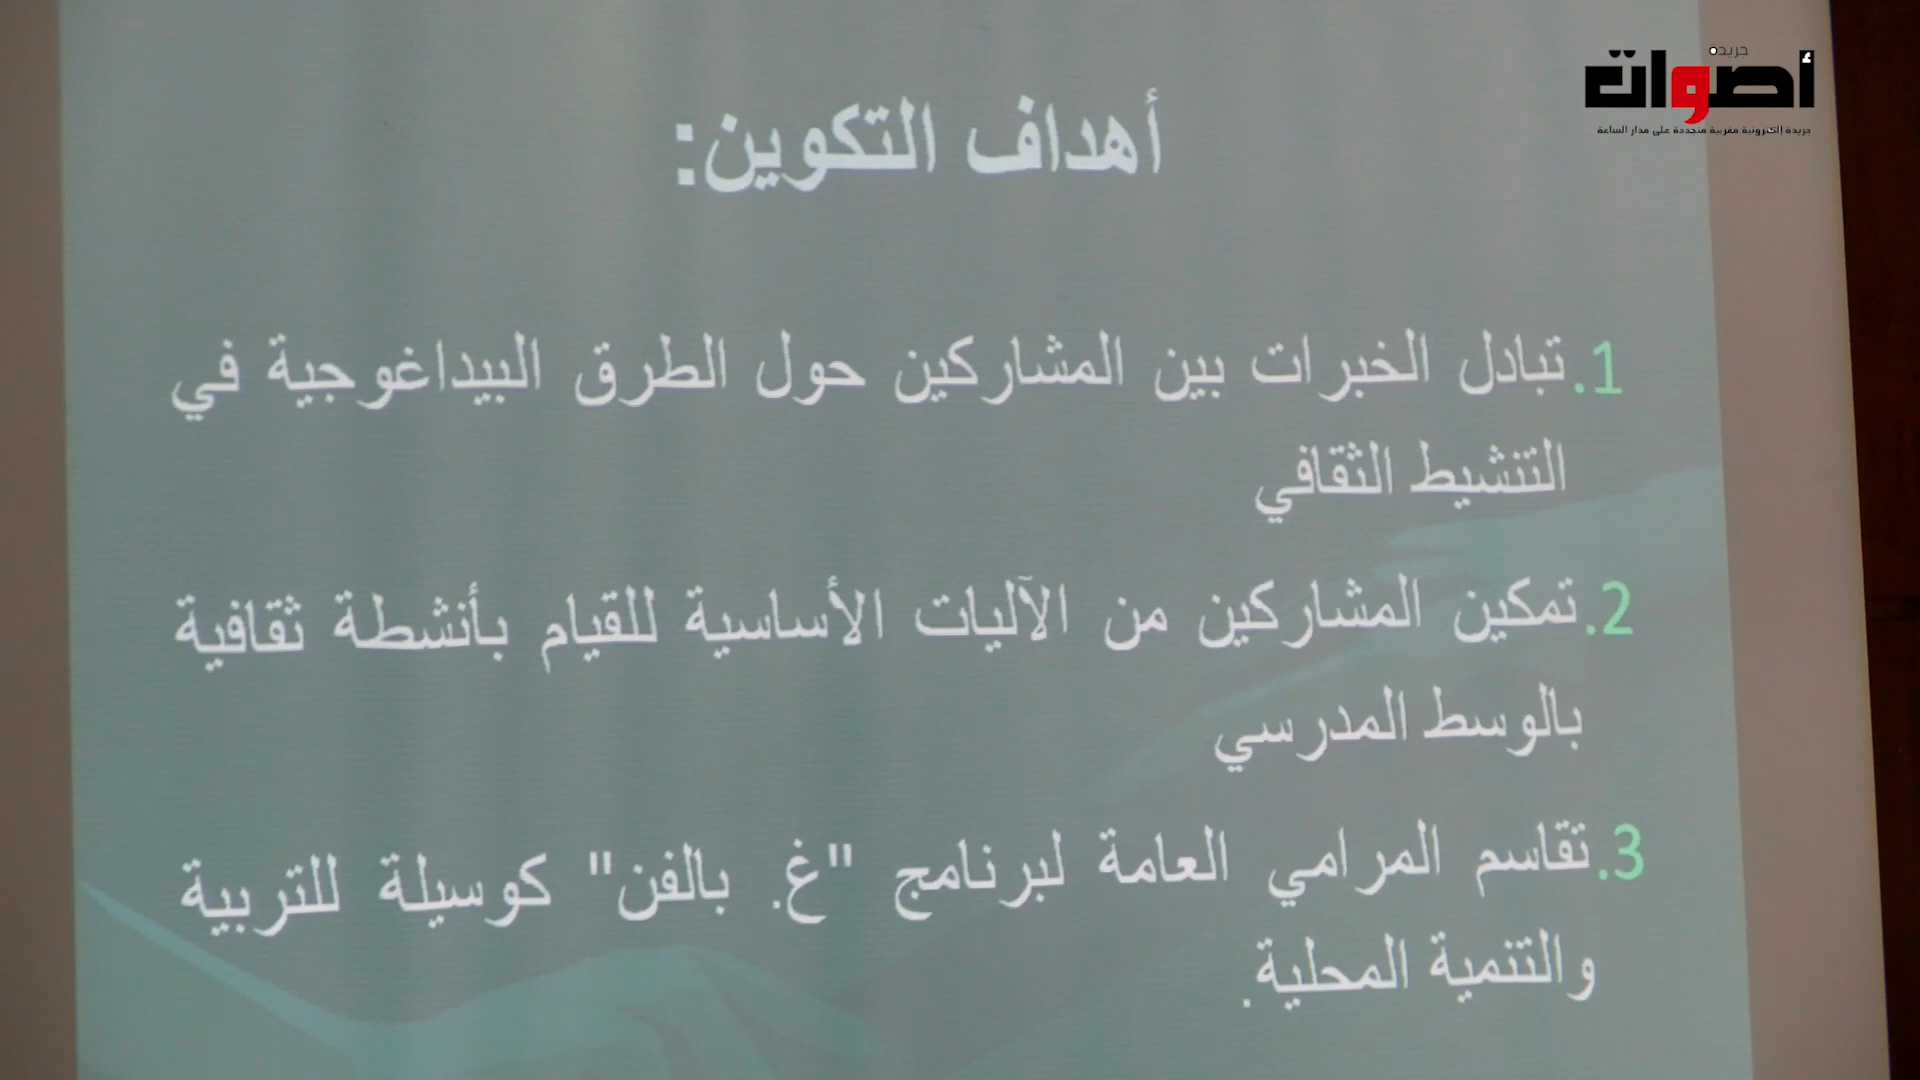 جريدة
أصوات
جريدة إلكترونية مغربية متجددة على مدار الساعة
أهداف التكوين:
1. تبادل الخبرات بين المشاركين حول الطرق البيداغوجية في
التنشيط الثقافي
2. تمكين المشاركين من الآليات الأساسية للقيام بأنشطة ثقافية
بالوسط المدرسي
3. تقاسم المرامي العامة لبرنامج "غ. بالفن" كوسيلة للتربية
والتنمية المحلية.